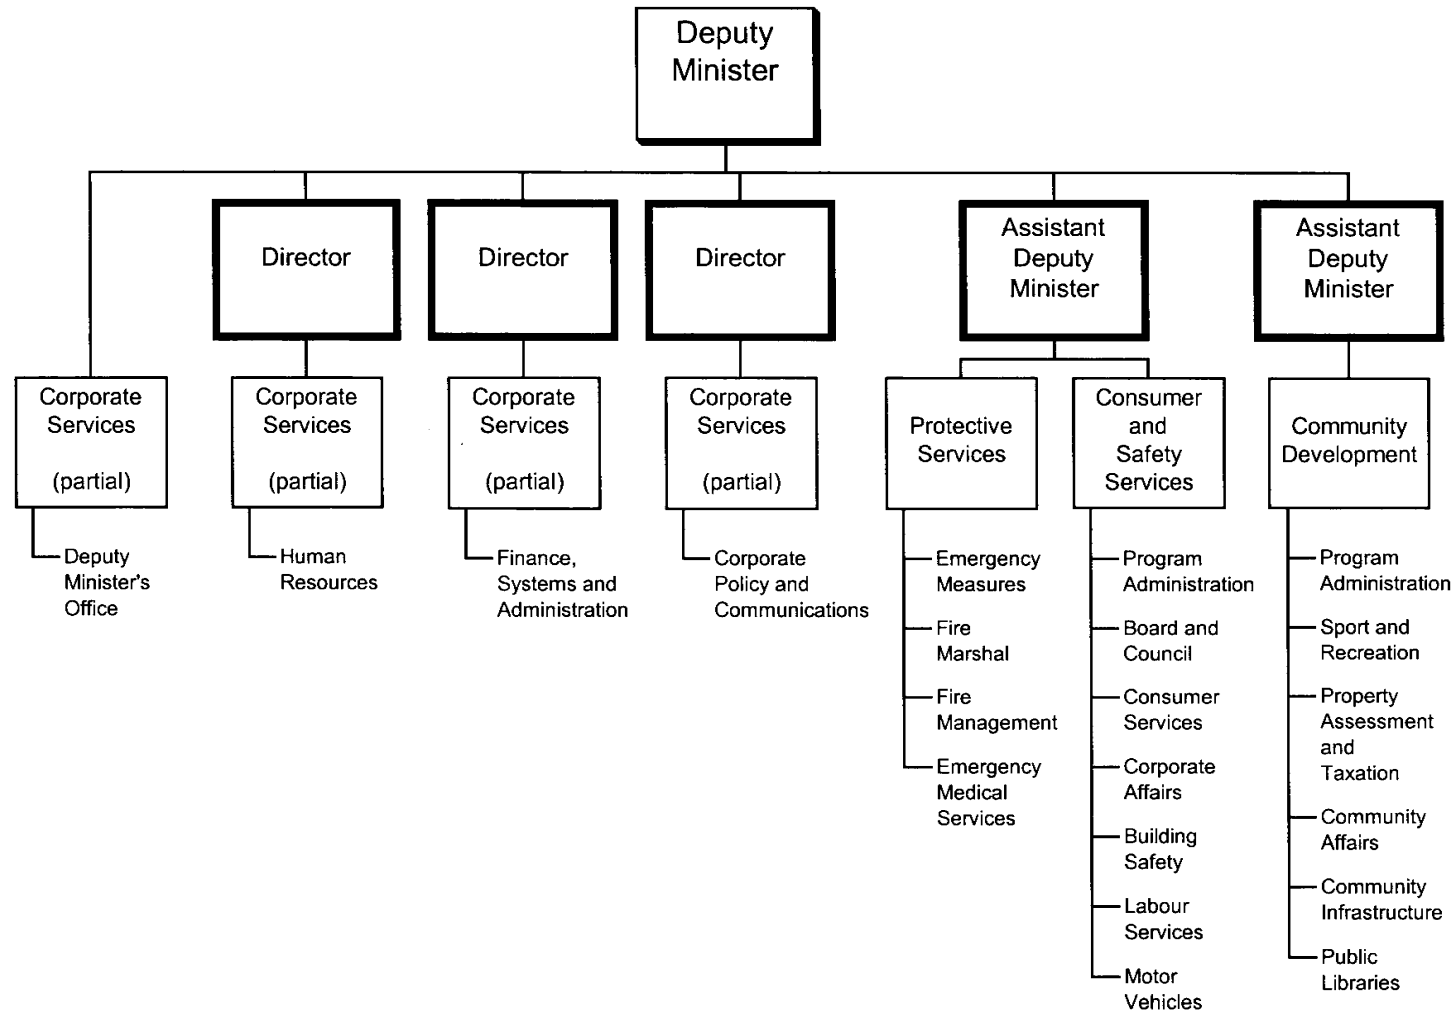 Deputy
Minister
Director
Director
Director
Assistant
Deputy
Minister
Assistant
Deputy
Minister
Corporate
Services
(partial)
Corporate
Services
(partial)
Corporate
Services
(partial)
Corporate
Services
(partial)
Protective
Services
Consumer
and
Safety
Services
Community
Development
Deputy
Minister's
Office
Human
Resources
Finance,
Systems and
Administration
Corporate
Policy and
Communications
Emergency
Measures
Fire
Marshal
Fire
Management
Emergency
Medical
Services
Program
Administration
Board and
Council
Consumer
Services
Corporate
Affairs
Building
Safety
Labour
Services
Motor
Vehicles
Program
Administration
Sport and
Recreation
Property
Assessment
and
Taxation
Community
Affairs
Community
Infrastructure
Public
Libraries